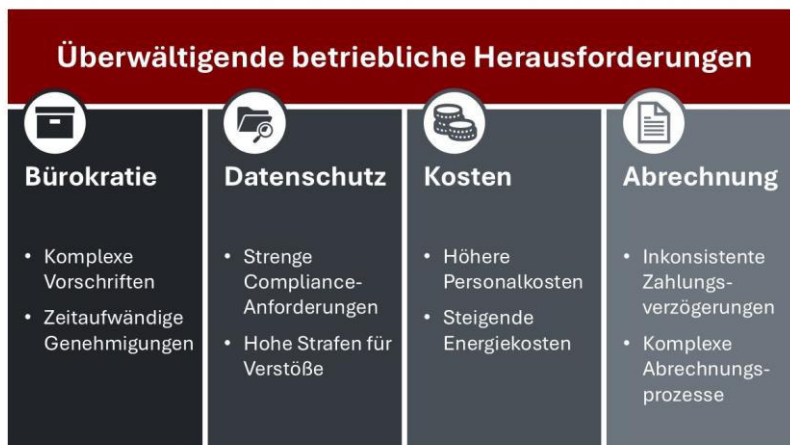 Überwältigende betriebliche Herausforderungen
Bürokratie
• Komplexe
Vorschriften
• Zeitaufwändige
Genehmigungen
Datenschutz
• Strenge
Compliance-
Anforderungen
• Hohe Strafen für
Verstöße
Kosten
• Höhere
Personalkosten
• Steigende
Energiekosten
Abrechnung
• Inkonsistente
Zahlungs-
verzögerungen
• Komplexe
Abrechnungs-
prozesse